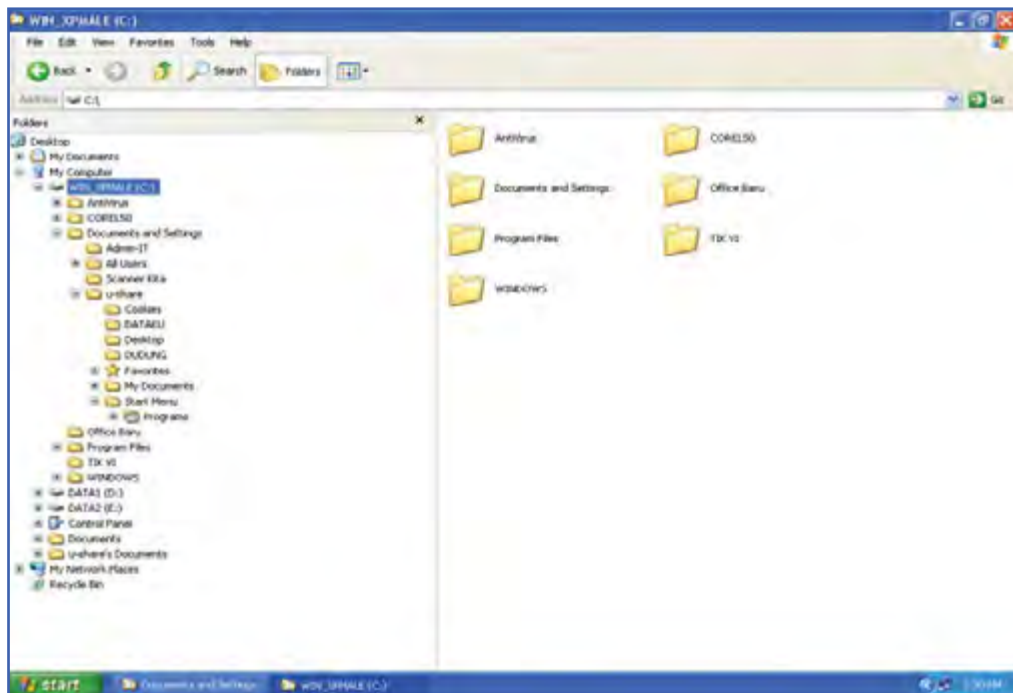 WIN_XPMALE (C:)
File Edit View Favorites Tools Help
Back Search Folders
Address C:\ Go
Folders
Desktop
My Documents
My Computer
WIN_XPMALE (C:)
AntiVirus
COREL50
Documents and Settings
Admin-IT
All Users
Scanner Kita
u-share
Cookies
DATAEU
Desktop
DUDUNG
Favorites
My Documents
Start Menu
Programs
Office Baru
Program Files
TIK VI
WINDOWS
DATA1 (D:)
DATA2 (E:)
Control Panel
Documents
u-share's Documents
My Network Places
Recycle Bin
AntiVirus COREL50
Documents and Settings Office Baru
Program Files TIK VI
WINDOWS
start Documents and Settings WIN_XPMALE (C:)